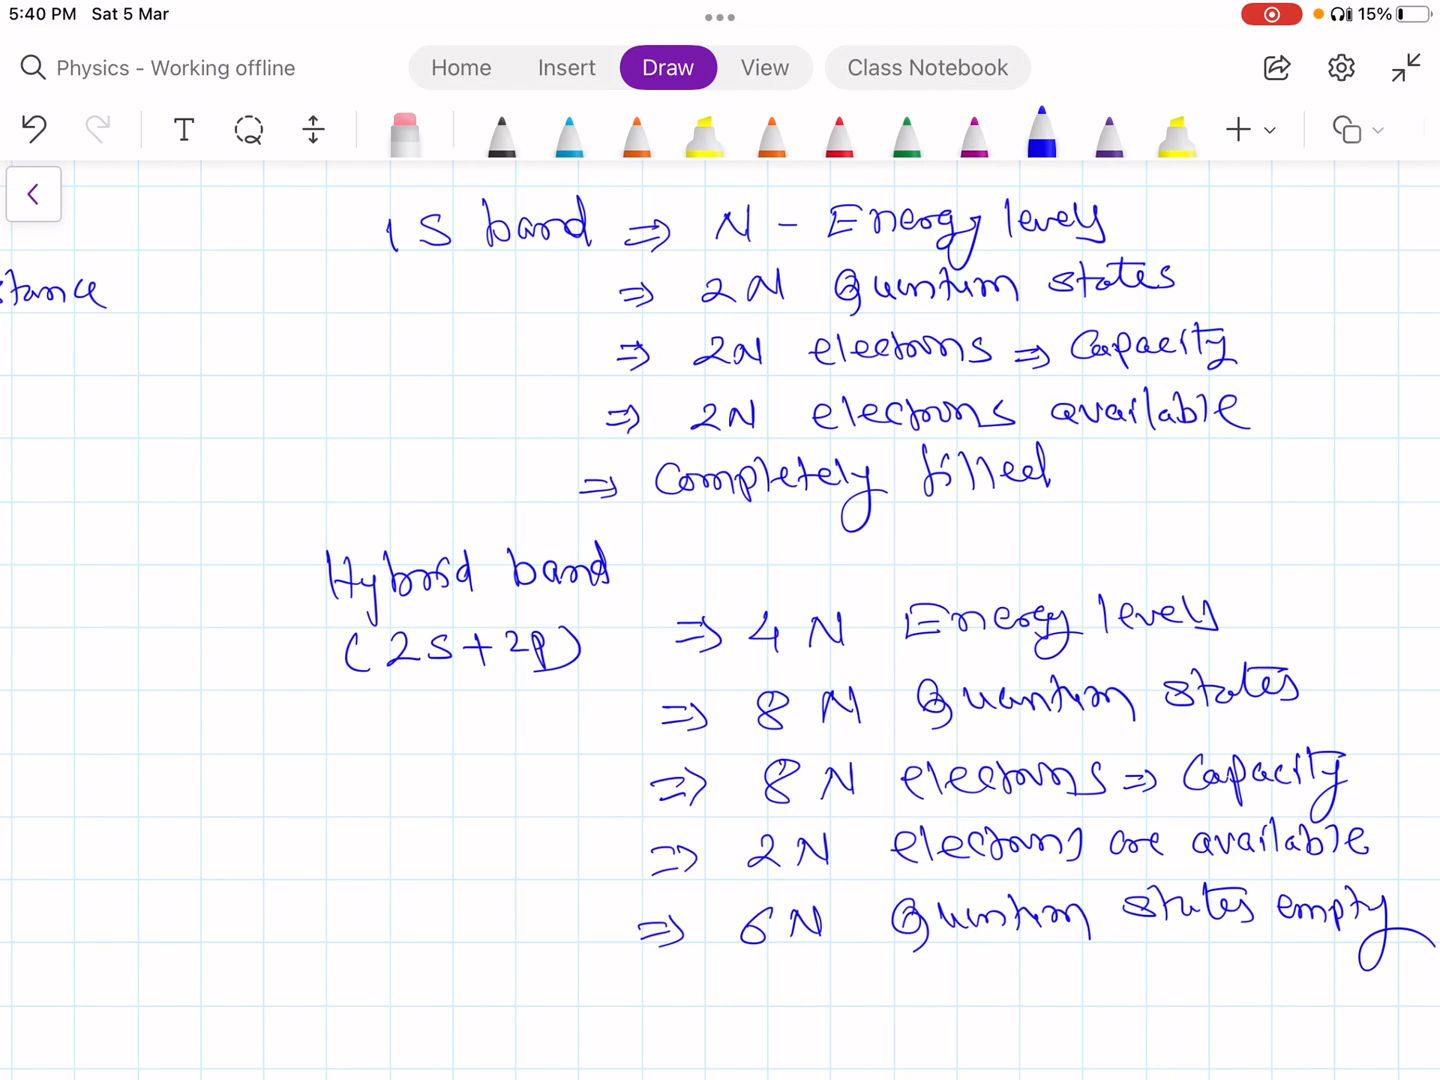 5:40 PM Sat 5 Mar
15%
Physics - Working offline
Home Insert Draw View Class Notebook
T
1S band ⇒ N - Energy levels
stance
⇒ 2N Quantum states
⇒ 2N electrons ⇒ Capacity
⇒ 2N electrons available
⇒ Completely filled
Hybrid band
(2S+2P) ⇒ 4N Energy levels
⇒ 8N Quantum states
⇒ 8N electrons ⇒ Capacity
⇒ 2N electrons are available
⇒ 6N Quantum states empty